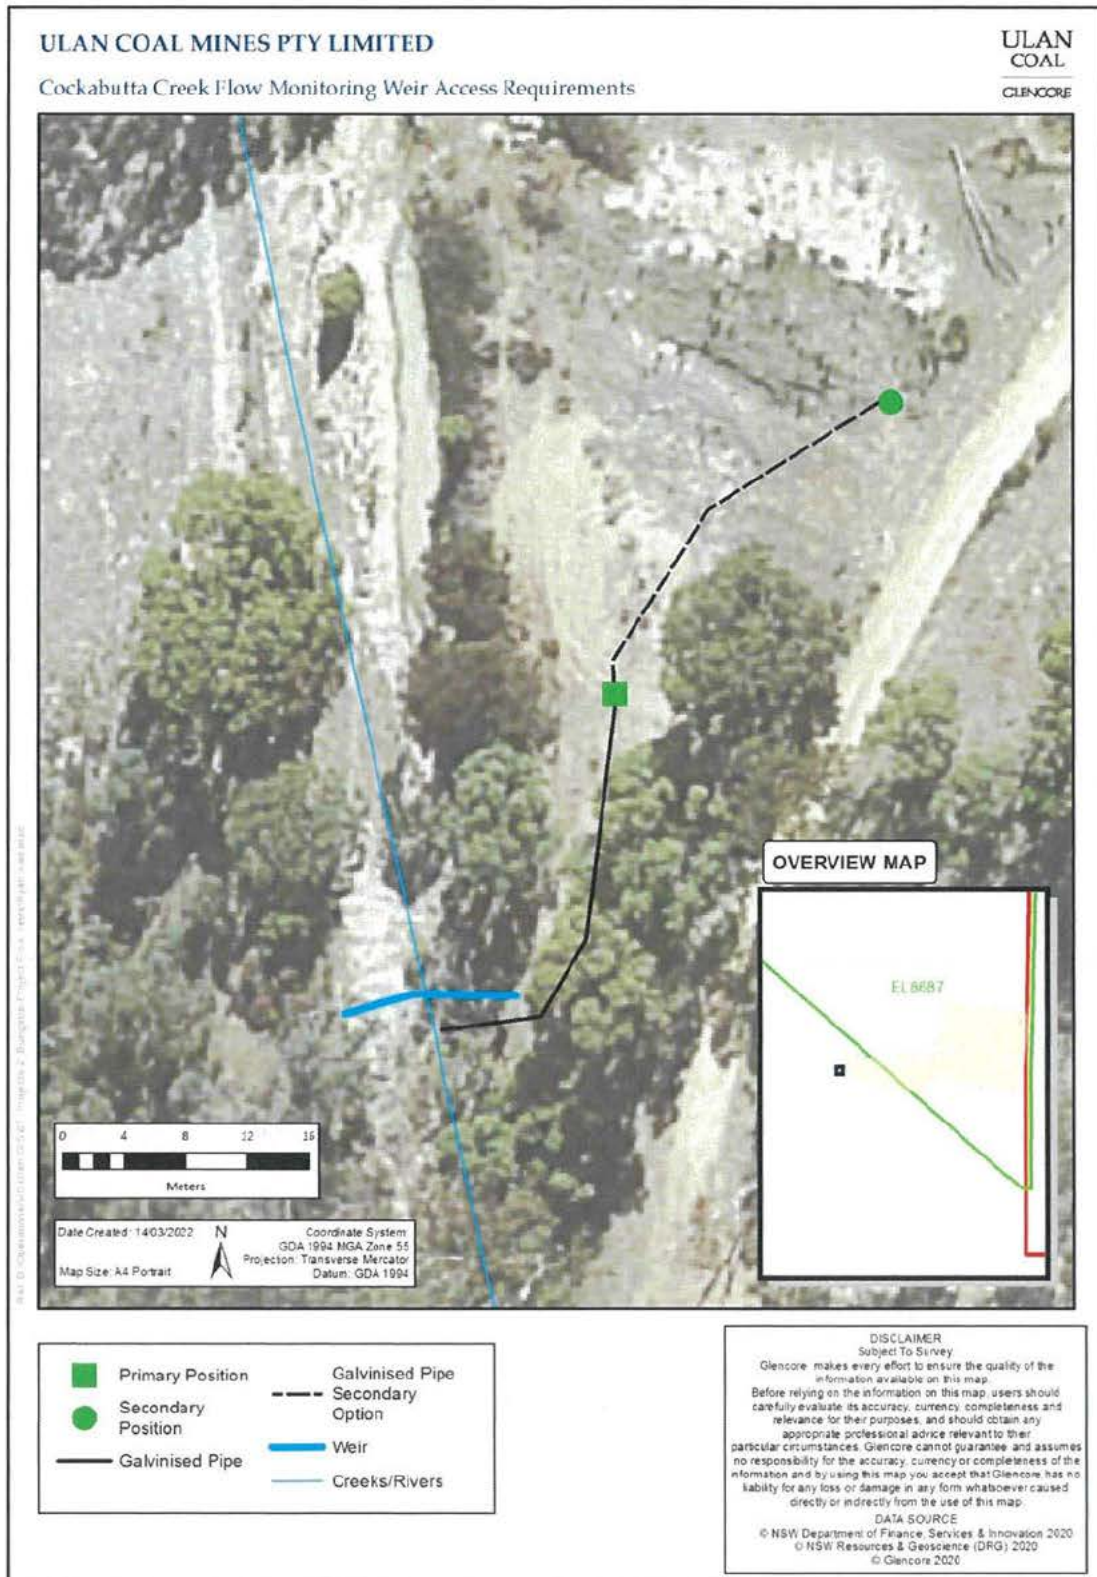 ULAN COAL MINES PTY LIMITED
Cockabutta Creek Flow Monitoring Weir Access Requirements
ULAN
COAL
GLENCORE
OVERVIEW MAP
EL8687
0 4 8 12 16
Meters
Date Created: 14/03/2022
Map Size: A4 Portrait
N
Coordinate System:
GDA 1994 MGA Zone 55
Projection: Transverse Mercator
Datum: GDA 1994
Primary Position
Secondary
Position
Galvinised Pipe
Galvinised Pipe
Secondary
Option
Weir
Creeks/Rivers
DISCLAIMER
Subject To Survey
Glencore makes every effort to ensure the quality of the
information available on this map.
Before relying on the information on this map, users should
carefully evaluate its accuracy, currency, completeness and
relevance for their purposes, and should obtain any
appropriate professional advice relevant to their
particular circumstances. Glencore cannot guarantee and assumes
no responsibility for the accuracy, currency or completeness of the
information and by using this map you accept that Glencore has no
liability for any loss or damage in any form whatsoever caused
directly or indirectly from the use of this map.
DATA SOURCE
© NSW Department of Finance, Services & Innovation 2020
© NSW Resources & Geoscience (DRG) 2020
© Glencore 2020